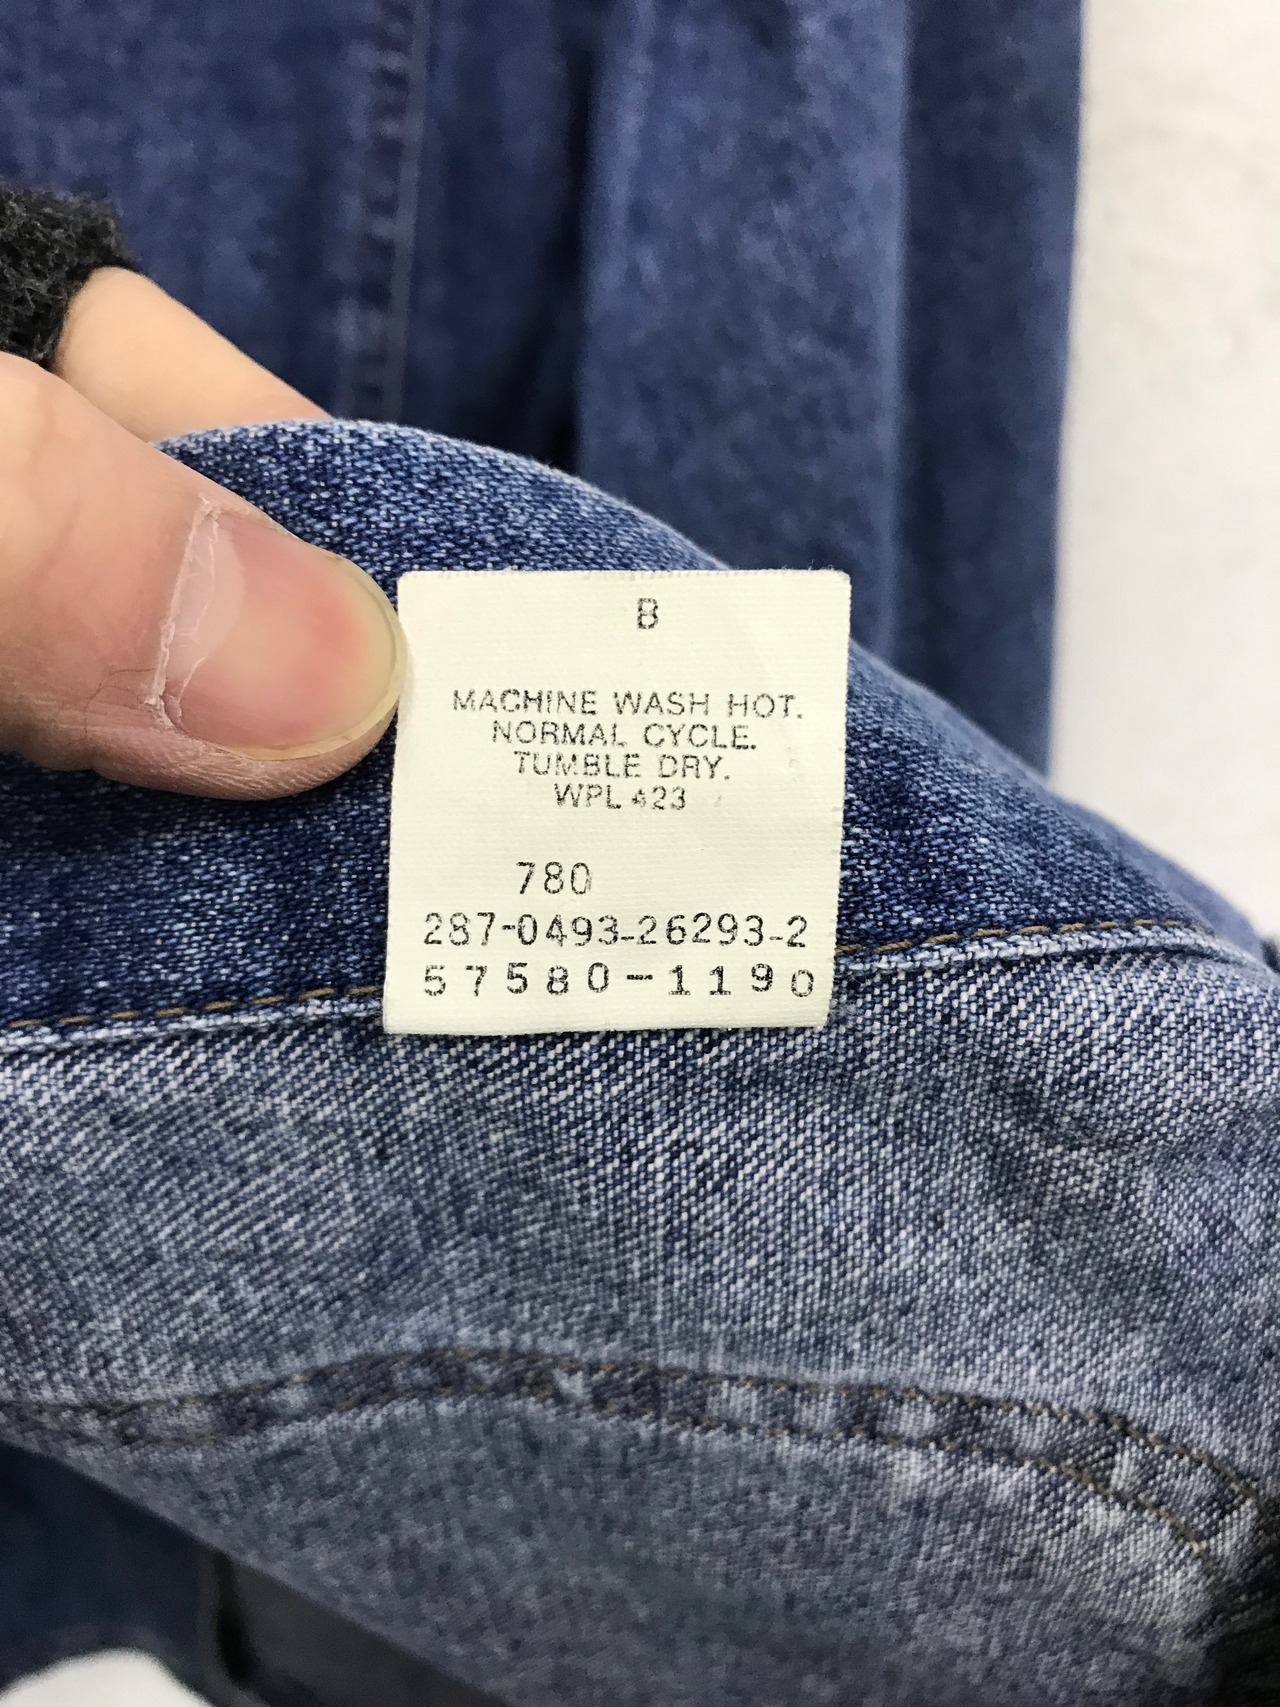 B
MACHINE WASH HOT.
NORMAL CYCLE.
TUMBLE DRY.
WPL 423
780
287-0493-26293-2
57580-1190